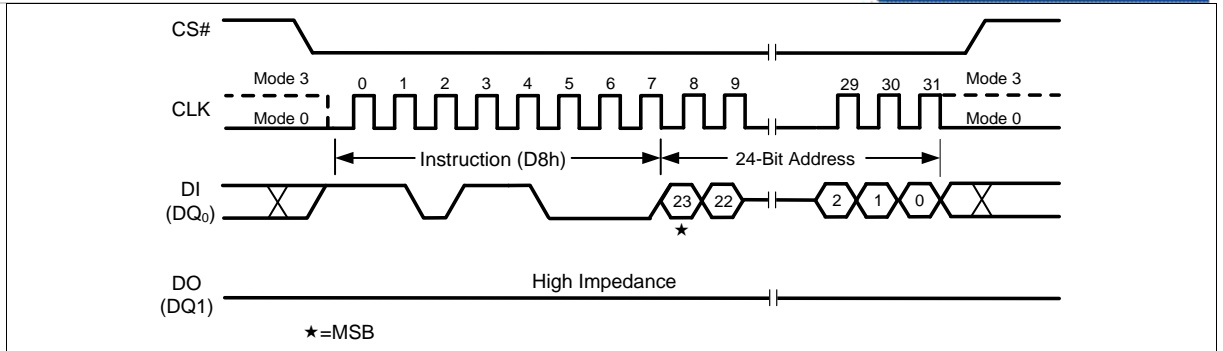 CS#
Mode 3 0 1 2 3 4 5 6 7 8 9 29 30 31 Mode 3
CLK
Mode 0 Mode 0
Instruction (D8h) 24-Bit Address
DI
(DQ₀) 23 22 2 1 0
★
DO High Impedance
(DQ1)
★=MSB